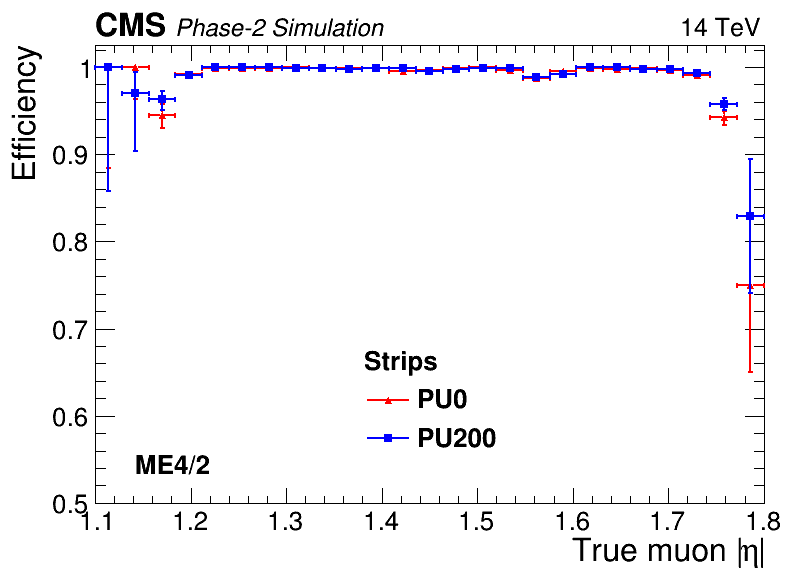 CMS Phase-2 Simulation 14 TeV
Efficiency
1
0.9
0.8
0.7
0.6
0.5
Strips
PU0
PU200
ME4/2
1.1 1.2 1.3 1.4 1.5 1.6 1.7 1.8
True muon |η|